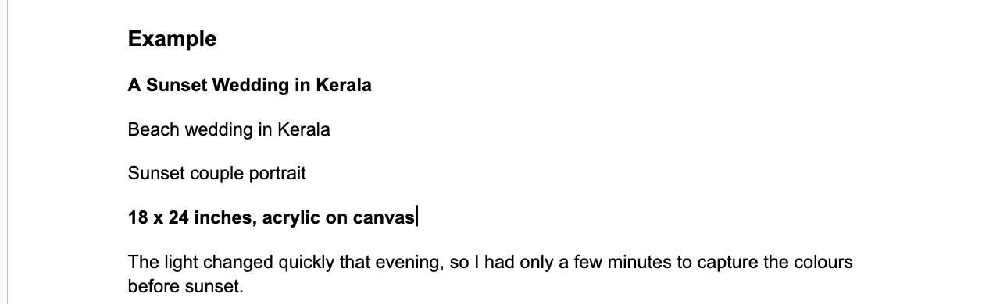 Example
A Sunset Wedding in Kerala
Beach wedding in Kerala
Sunset couple portrait
18 x 24 inches, acrylic on canvas
The light changed quickly that evening, so I had only a few minutes to capture the colours
before sunset.